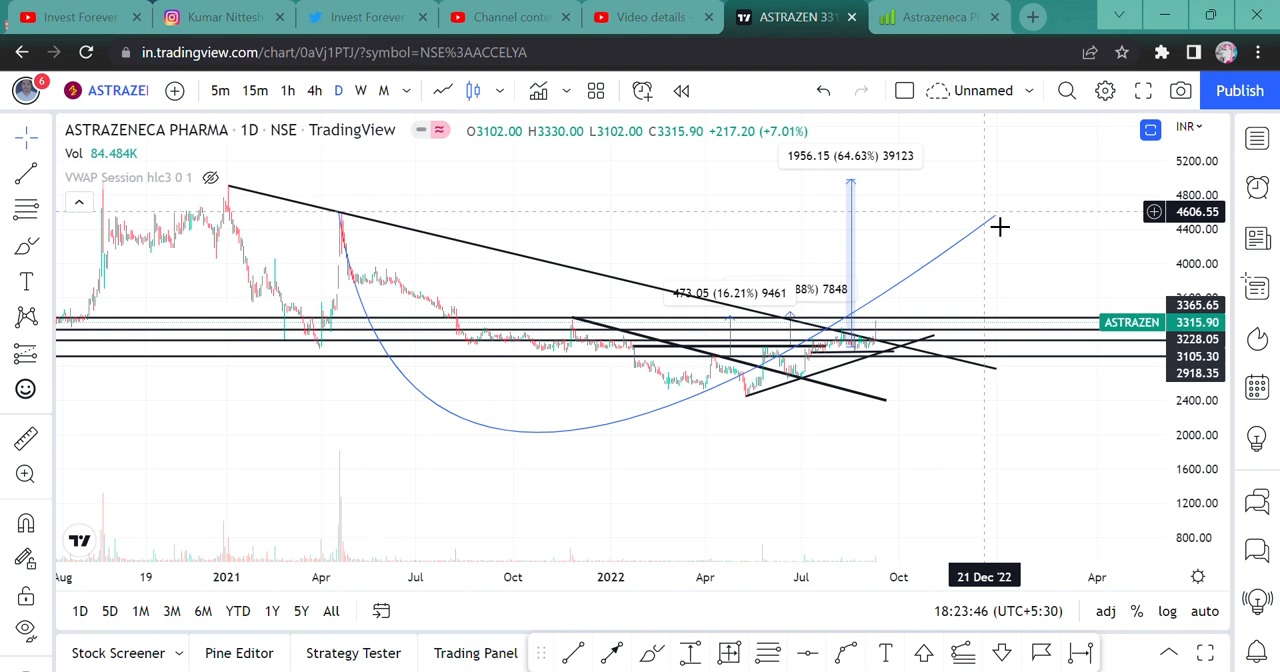 Invest Forever
Kumar Nittesh
Invest Forever
Channel conte
Video details -
ASTRAZEN 331
Astrazeneca P
in.tradingview.com/chart/0aVj1PTJ/?symbol=NSE%3AACCELYA
6
ASTRAZE
5m 15m 1h 4h D W M
Unnamed
Publish
ASTRAZENECA PHARMA · 1D · NSE · TradingView
O3102.00 H3330.00 L3102.00 C3315.90 +217.20 (+7.01%)
INR
Vol 84.484K
VWAP Session hlc3 0 1
1956.15 (64.63%) 39123
473.05 (16.21%) 9461
88%) 7848
5200.00
4800.00
4606.55
4400.00
4000.00
3365.65
ASTRAZEN 3315.90
3228.05
3105.30
2918.35
2400.00
2000.00
1600.00
1200.00
800.00
Aug 19 2021 Apr Jul Oct 2022 Apr Jul Oct 21 Dec '22 Apr
1D 5D 1M 3M 6M YTD 1Y 5Y All
18:23:46 (UTC+5:30) adj % log auto
Stock Screener Pine Editor Strategy Tester Trading Panel